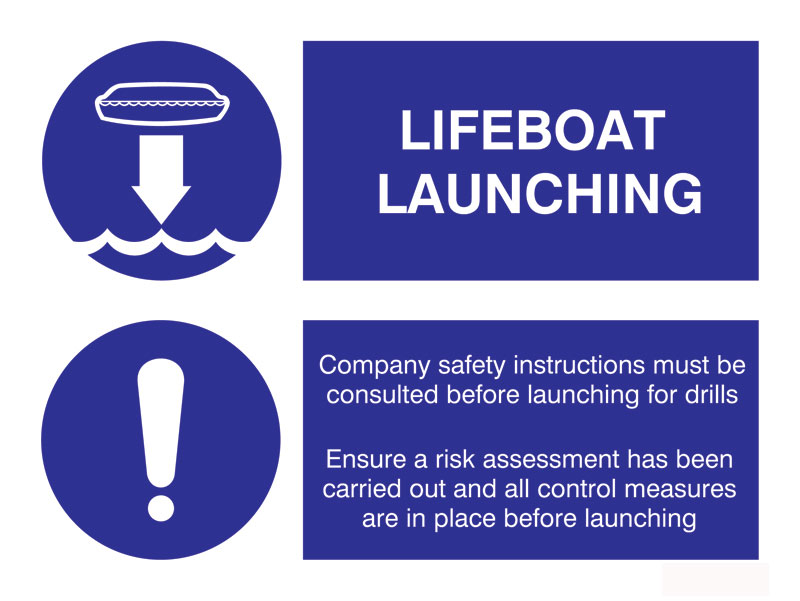 LIFEBOAT
LAUNCHING
Company safety instructions must be
consulted before launching for drills
Ensure a risk assessment has been
carried out and all control measures
are in place before launching